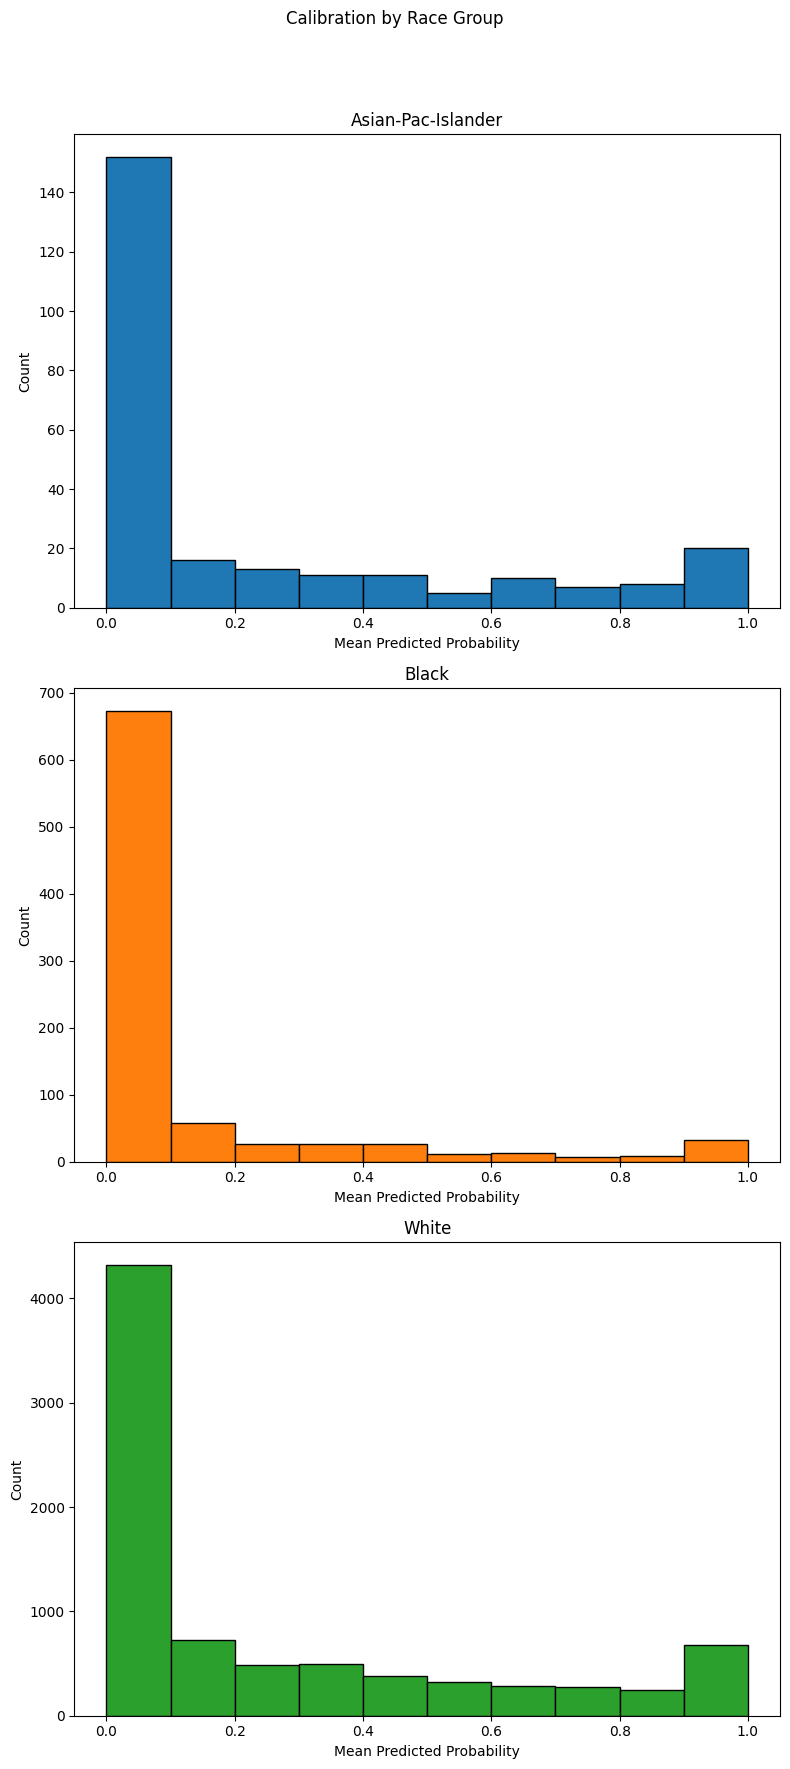 Calibration by Race Group
Asian-Pac-Islander
140
120
100
80
60
40
20
0
Count
0.0 0.2 0.4 0.6 0.8 1.0
Mean Predicted Probability
Black
700
600
500
400
300
200
100
0
Count
0.0 0.2 0.4 0.6 0.8 1.0
Mean Predicted Probability
White
4000
3000
2000
1000
0
Count
0.0 0.2 0.4 0.6 0.8 1.0
Mean Predicted Probability